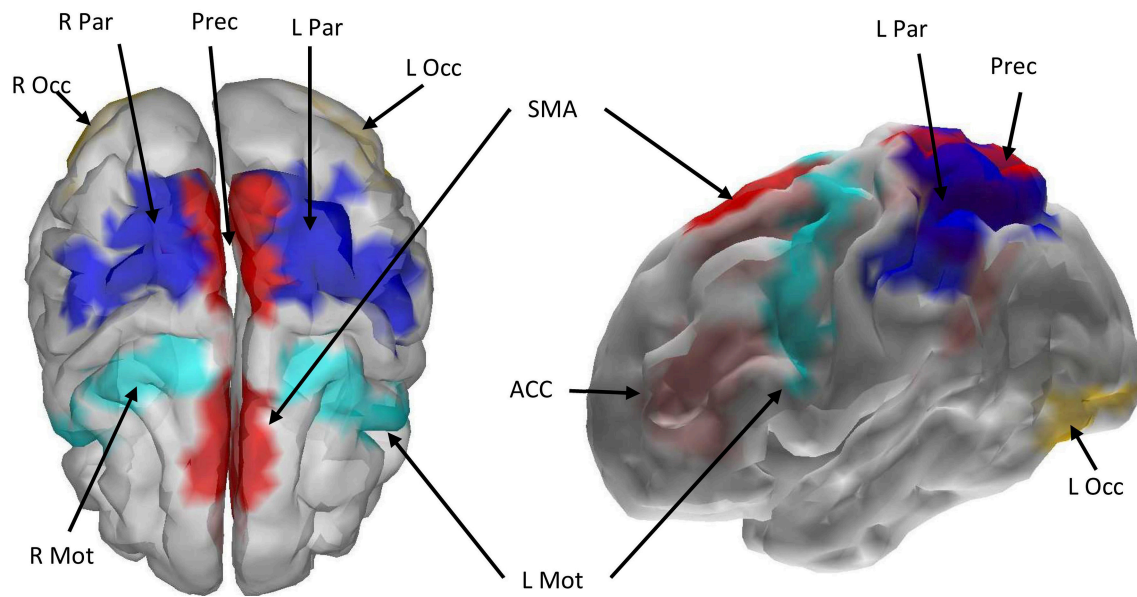 R Par
Prec
L Par
L Par
Prec
R Occ
L Occ
SMA
ACC
L Occ
R Mot
L Mot